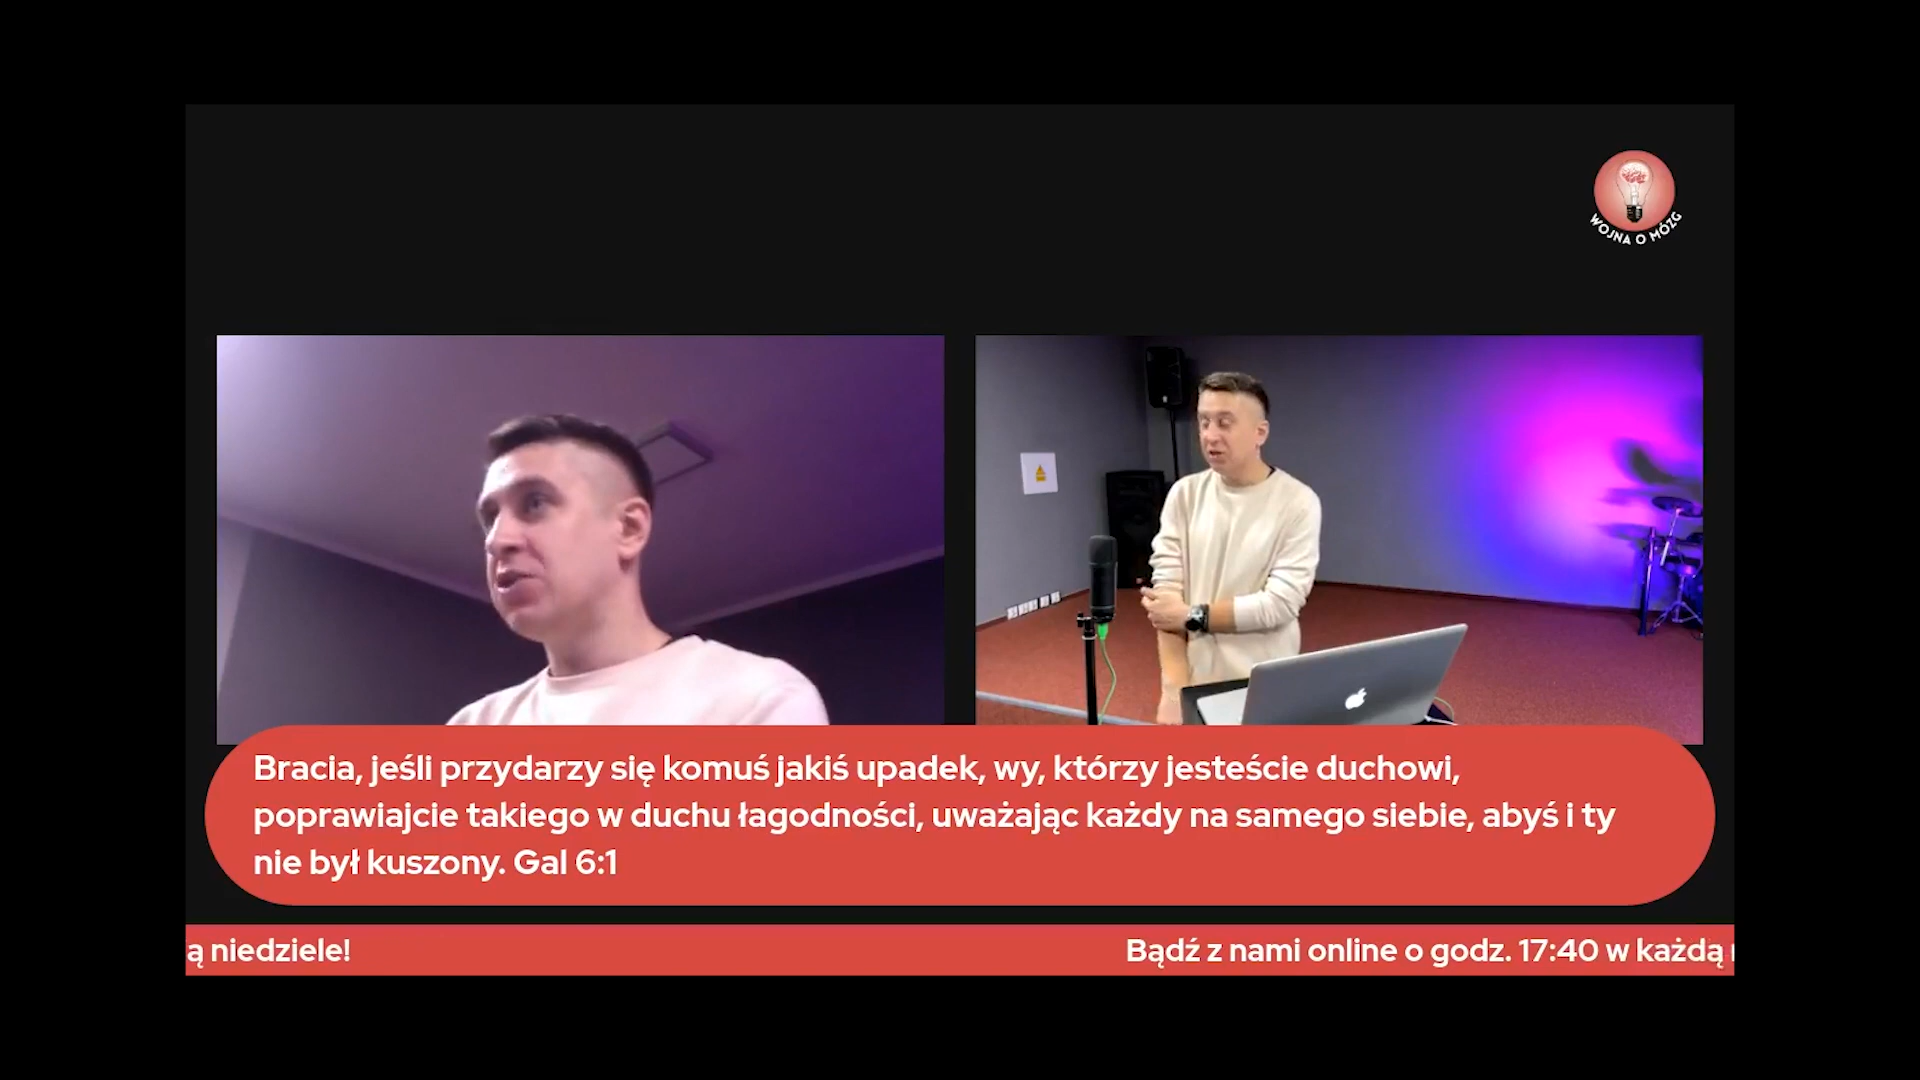 WOJNA O MÓZG
Bracia, jeśli przydarzy się komuś jakiś upadek, wy, którzy jesteście duchowi,
poprawiajcie takiego w duchu łagodności, uważając każdy na samego siebie, abyś i ty
nie był kuszony. Gal 6:1
ą niedziele!
Bądź z nami online o godz. 17:40 w każdą